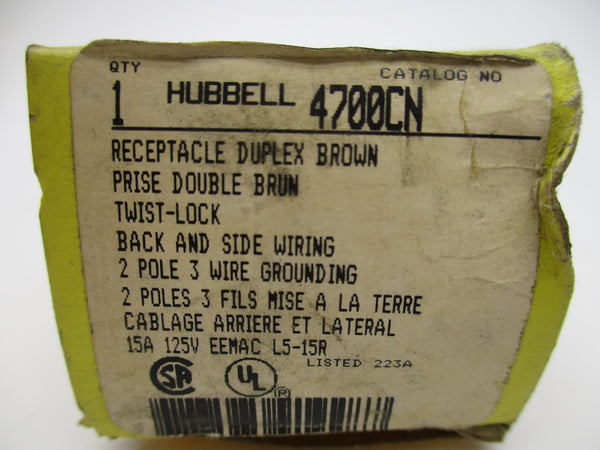 QTY CATALOG NO
1 HUBBELL 4700CN
RECEPTACLE DUPLEX BROWN
PRISE DOUBLE BRUN
TWIST-LOCK
BACK AND SIDE WIRING
2 POLE 3 WIRE GROUNDING
2 POLES 3 FILS MISE A LA TERRE
CABLAGE ARRIERE ET LATERAL
15A 125V EEMAC L5-15R
LISTED 223A
SA UL ®